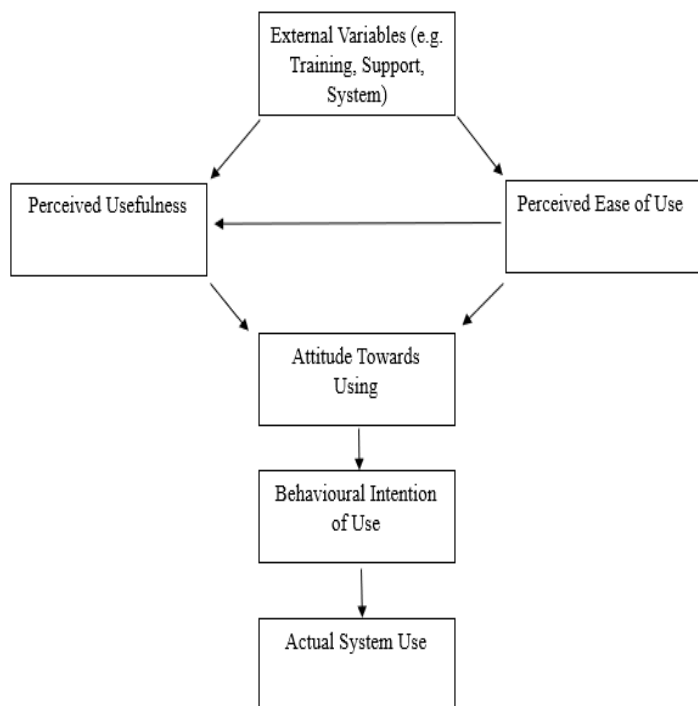 External Variables (e.g.
Training, Support,
System)
Perceived Usefulness
Perceived Ease of Use
Attitude Towards
Using
Behavioural Intention
of Use
Actual System Use